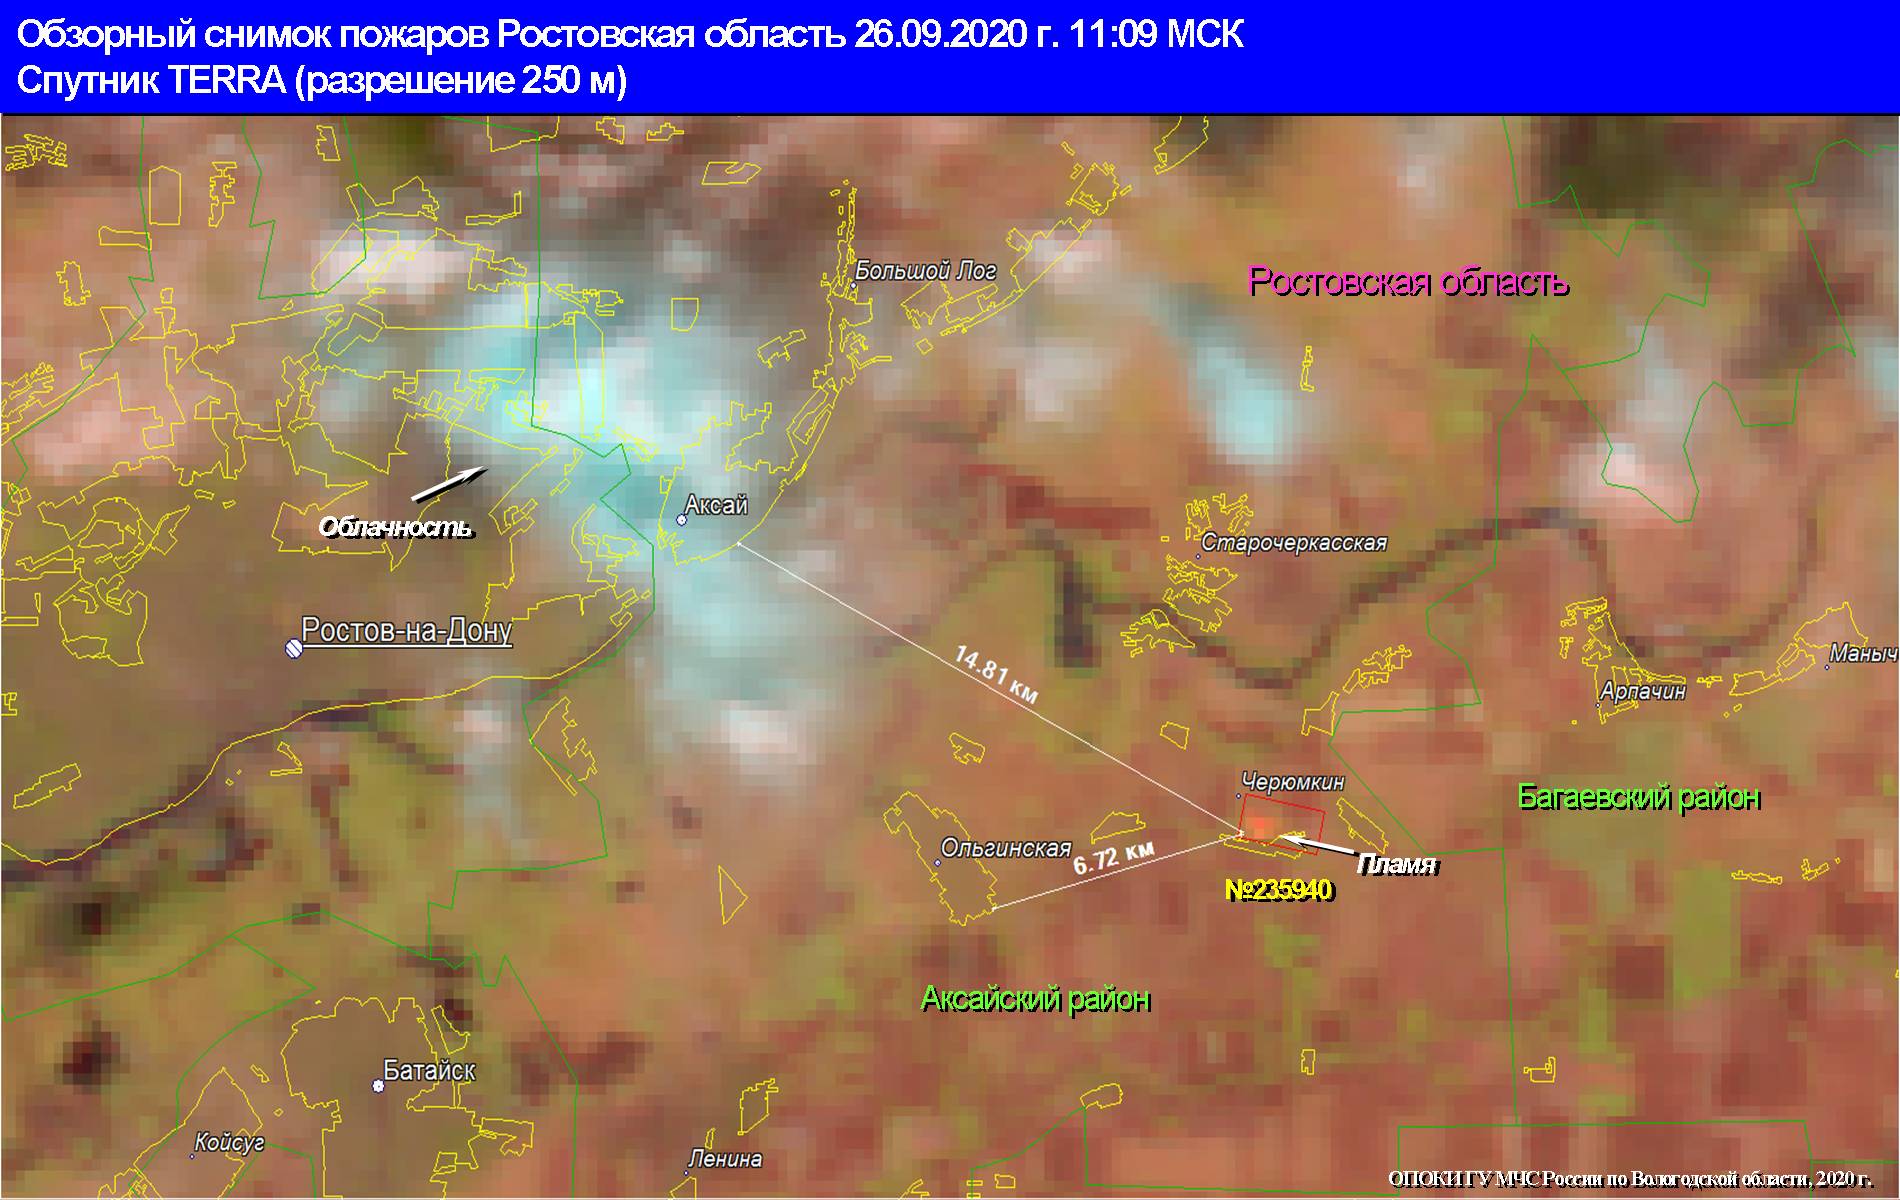 Обзорный снимок пожаров Ростовская область 26.09.2020 г. 11:09 МСК
Спутник TERRA (разрешение 250 м)
Большой Лог
Ростовская область
Аксай
Облачность
Старочеркасская
Ростов-на-Дону
14.81 км
Маныч
Арпачин
Черюмкин
Багаевский район
Ольгинская
6.72 км
Пламя
№235940
Аксайский район
Батайск
Койсуг
Ленина
ОПОКИ ГУ МЧС России по Вологодской области, 2020 г.